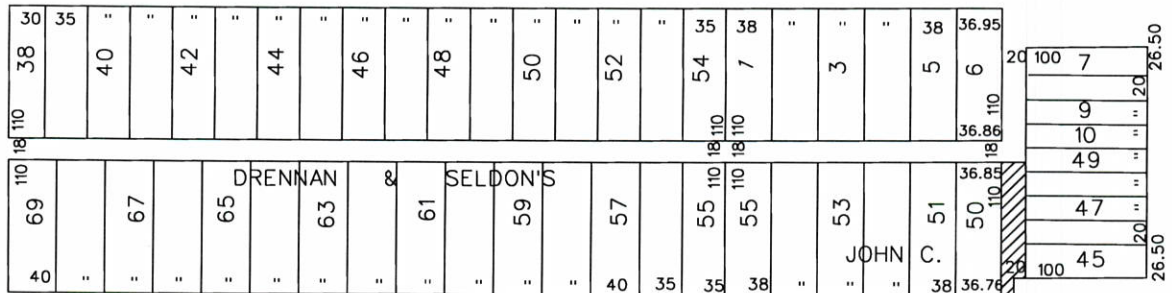 30 35 " " " " " " " " " " " " " " 35 38 " " " 38 36.95
38 40 42 44 46 48 50 52 54 1 3 5 6
110 110 110 110
36.86
18 18 18 18
20 100 7 26.50
20
9 "
10 "
49 "
"
47 "
20
20 100 45 26.50
110 110 110 36.85 110
DRENNAN & SELDON'S
69 67 65 63 61 59 57 55 55 53 51 50
JOHN C.
40 " " " " " " " " " " " 40 35 35 38 " " " 38 36.76